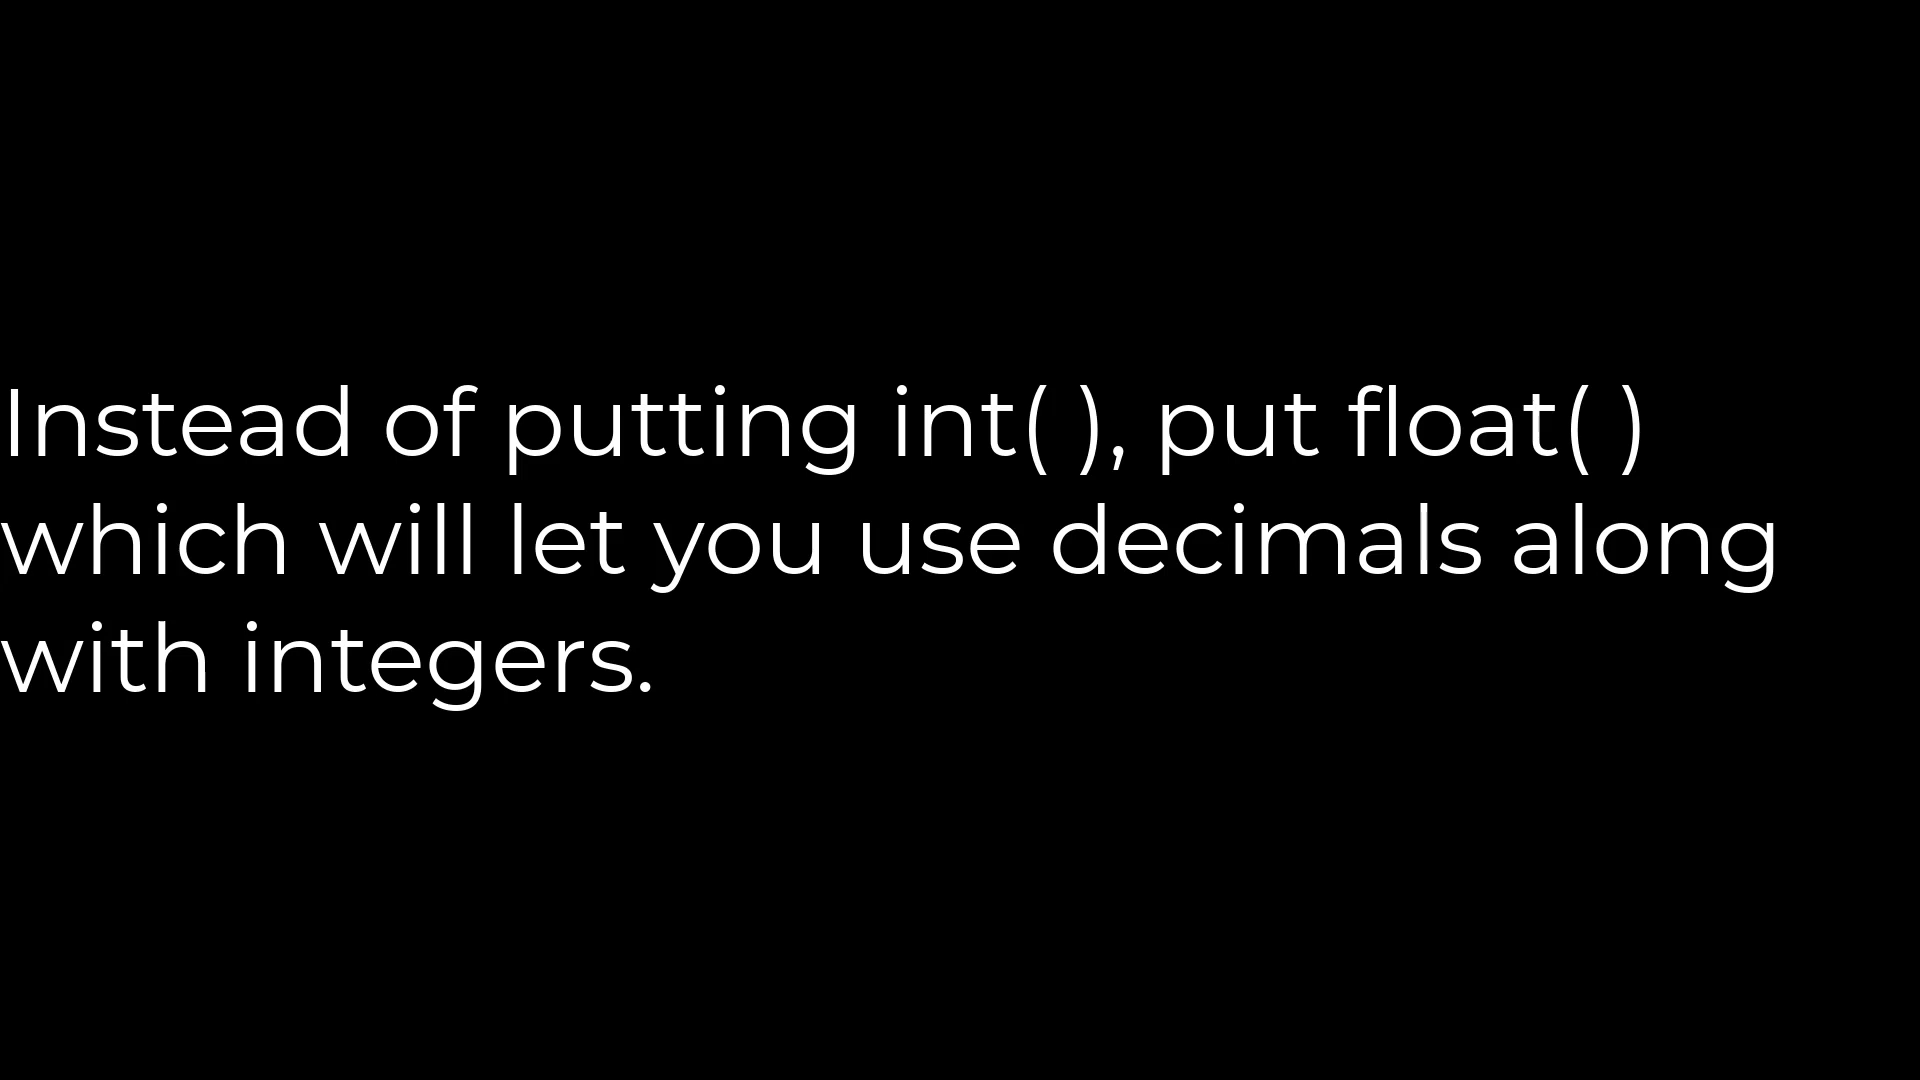 Instead of putting int( ), put float( )
which will let you use decimals along
with integers.